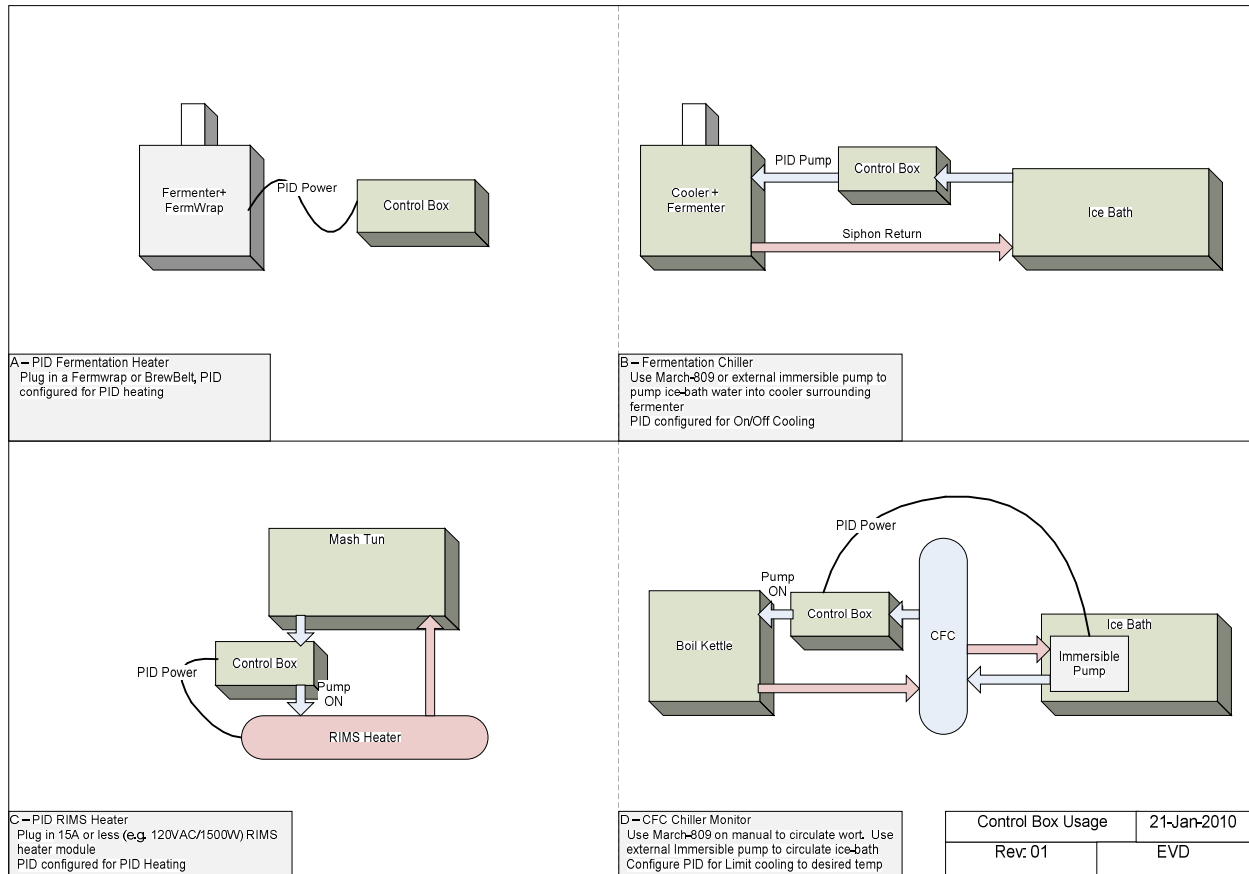 Fermenter+
FermWrap
PID Power
Control Box
A – PID Fermentation Heater
Plug in a Fermwrap or BrewBelt, PID
configured for PID heating
Cooler +
Fermenter
PID Pump
Control Box
Ice Bath
Siphon Return
B – Fermentation Chiller
Use March-809 or external immersible pump to
pump ice-bath water into cooler surrounding
fermenter
PID configured for On/Off Cooling
Mash Tun
Control Box
PID Power
Pump
ON
RIMS Heater
C – PID RIMS Heater
Plug in 15A or less (e.g. 120VAC/1500W) RIMS
heater module
PID configured for PID Heating
PID Power
Pump
ON
Boil Kettle
Control Box
CFC
Ice Bath
Immersible
Pump
D – CFC Chiller Monitor
Use March-809 on manual to circulate wort. Use
external Immersible pump to circulate ice-bath
Configure PID for Limit cooling to desired temp
Control Box Usage
21-Jan-2010
Rev: 01
EVD